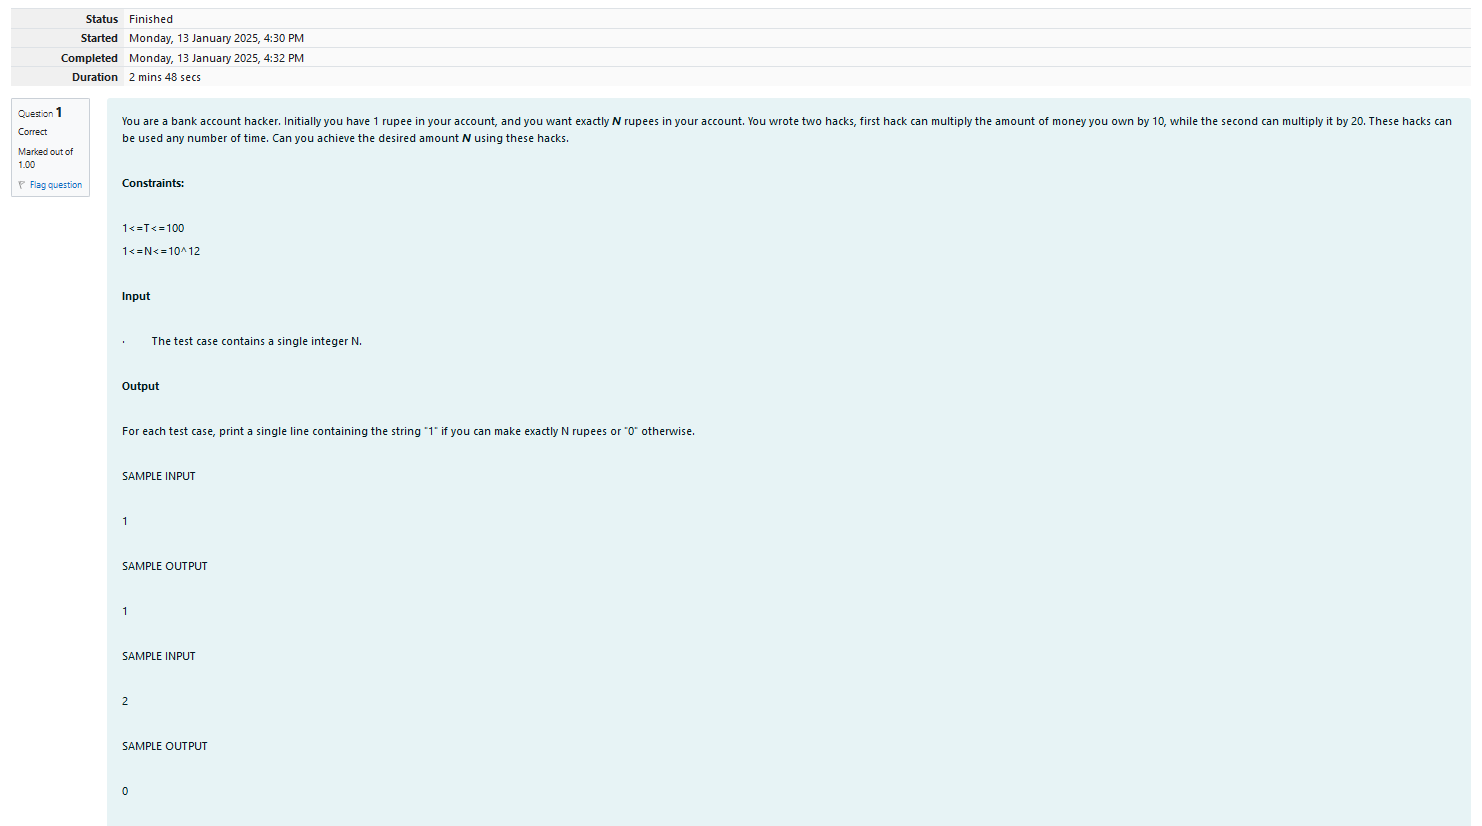 Status Finished
Started Monday, 13 January 2025, 4:30 PM
Completed Monday, 13 January 2025, 4:32 PM
Duration 2 mins 48 secs
Question 1
Correct
Marked out of
1.00
Flag question
You are a bank account hacker. Initially you have 1 rupee in your account, and you want exactly N rupees in your account. You wrote two hacks, first hack can multiply the amount of money you own by 10, while the second can multiply it by 20. These hacks can
be used any number of time. Can you achieve the desired amount N using these hacks.
Constraints:
1<=T<=100
1<=N<=10^12
Input
· The test case contains a single integer N.
Output
For each test case, print a single line containing the string "1" if you can make exactly N rupees or "0" otherwise.
SAMPLE INPUT
1
SAMPLE OUTPUT
1
SAMPLE INPUT
2
SAMPLE OUTPUT
0